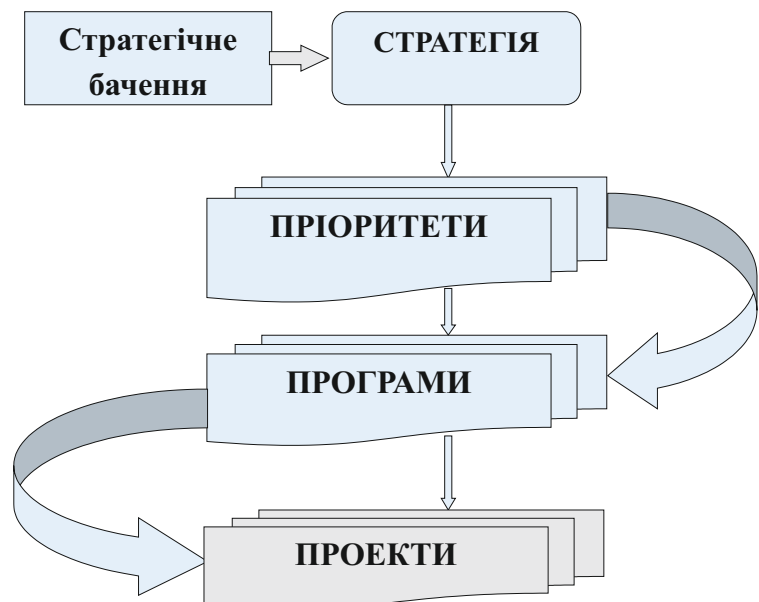 Стратегічне
бачення
СТРАТЕГІЯ
ПРІОРИТЕТИ
ПРОГРАМИ
ПРОЕКТИ